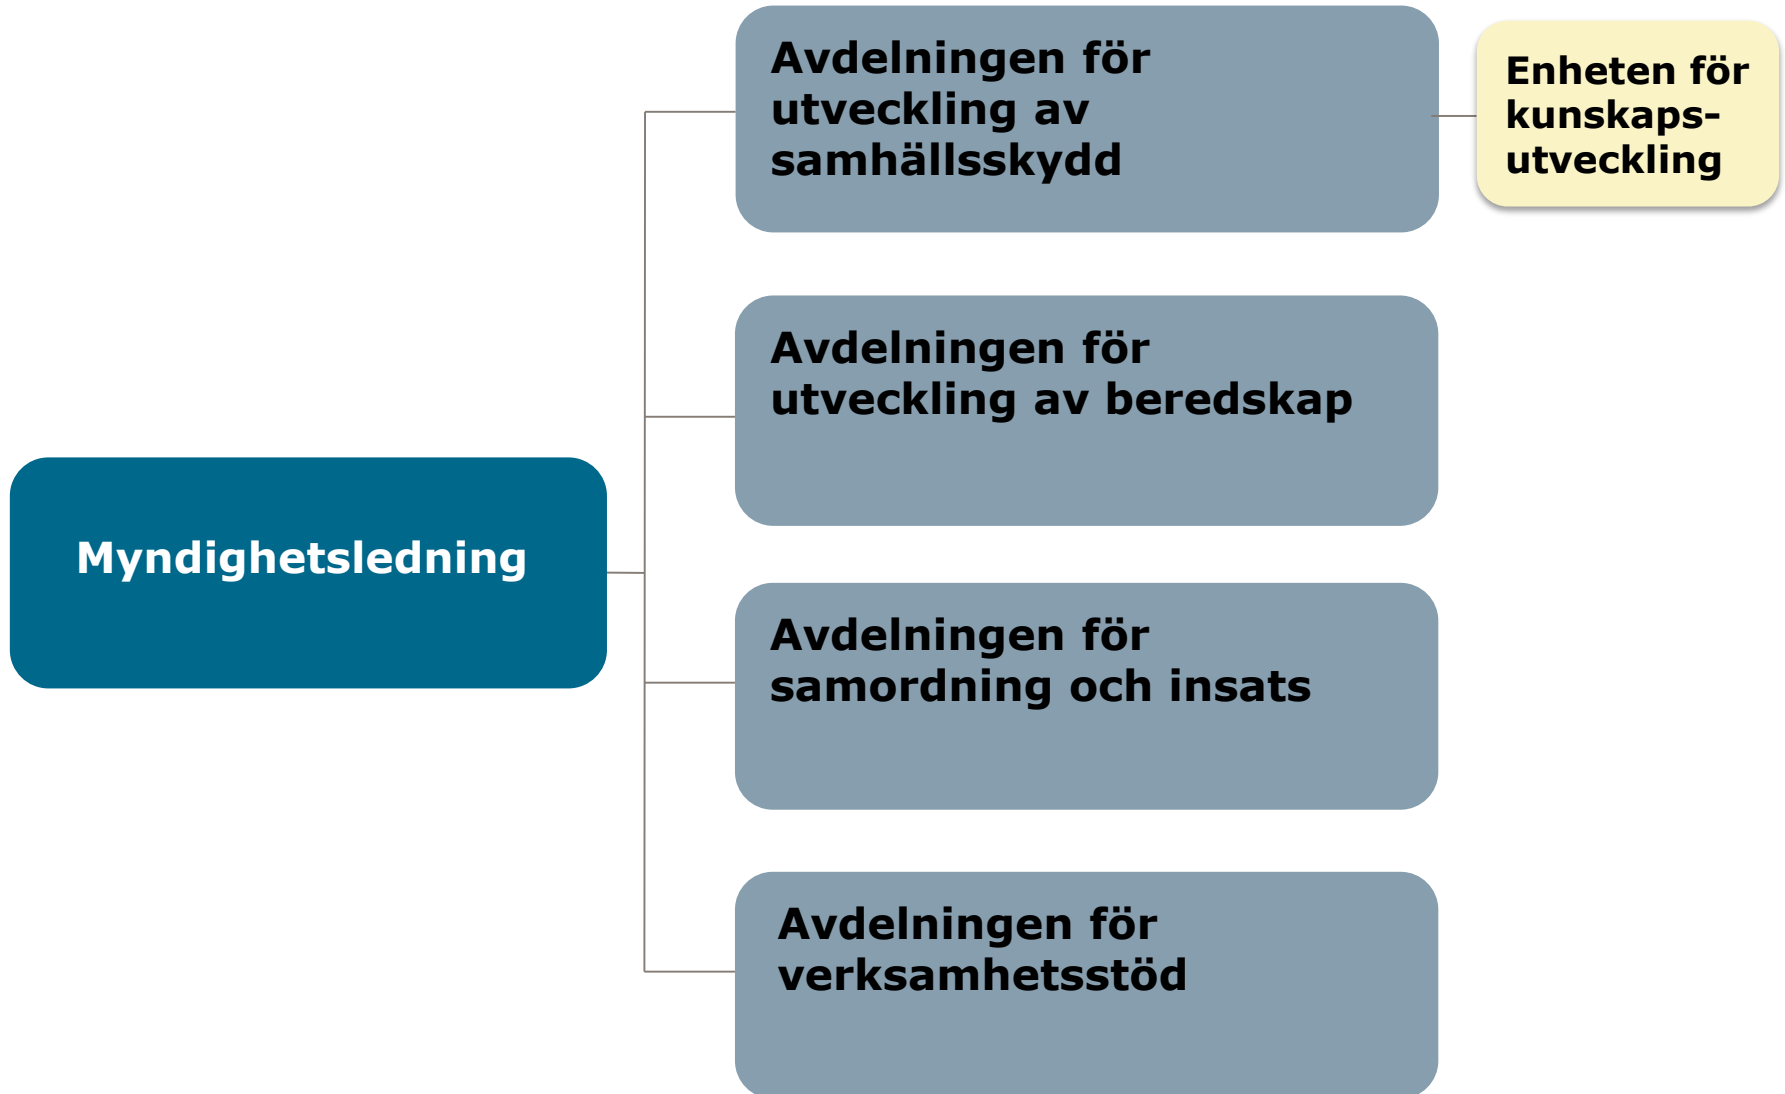 Avdelningen för
utveckling av
samhällsskydd
Enheten för
kunskaps-
utveckling
Avdelningen för
utveckling av beredskap
Myndighetsledning
Avdelningen för
samordning och insats
Avdelningen för
verksamhetsstöd